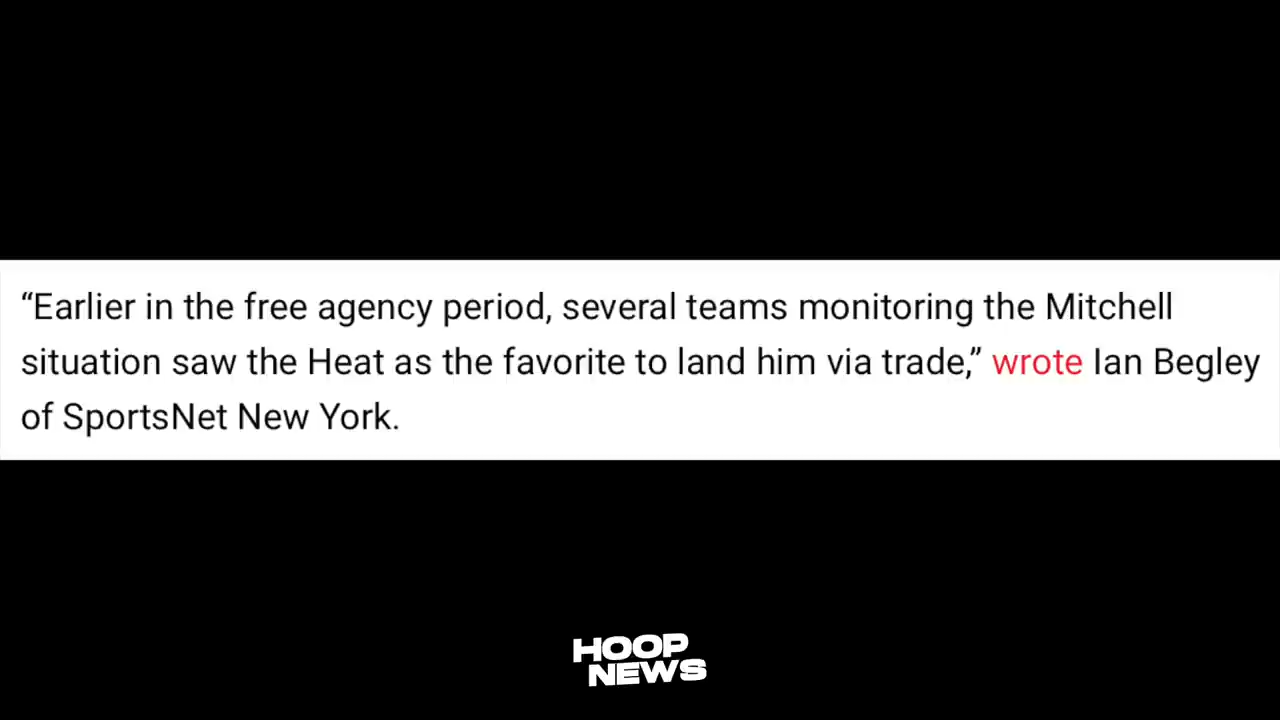 “Earlier in the free agency period, several teams monitoring the Mitchell
situation saw the Heat as the favorite to land him via trade,” wrote Ian Begley
of SportsNet New York.
HOOP
NEWS